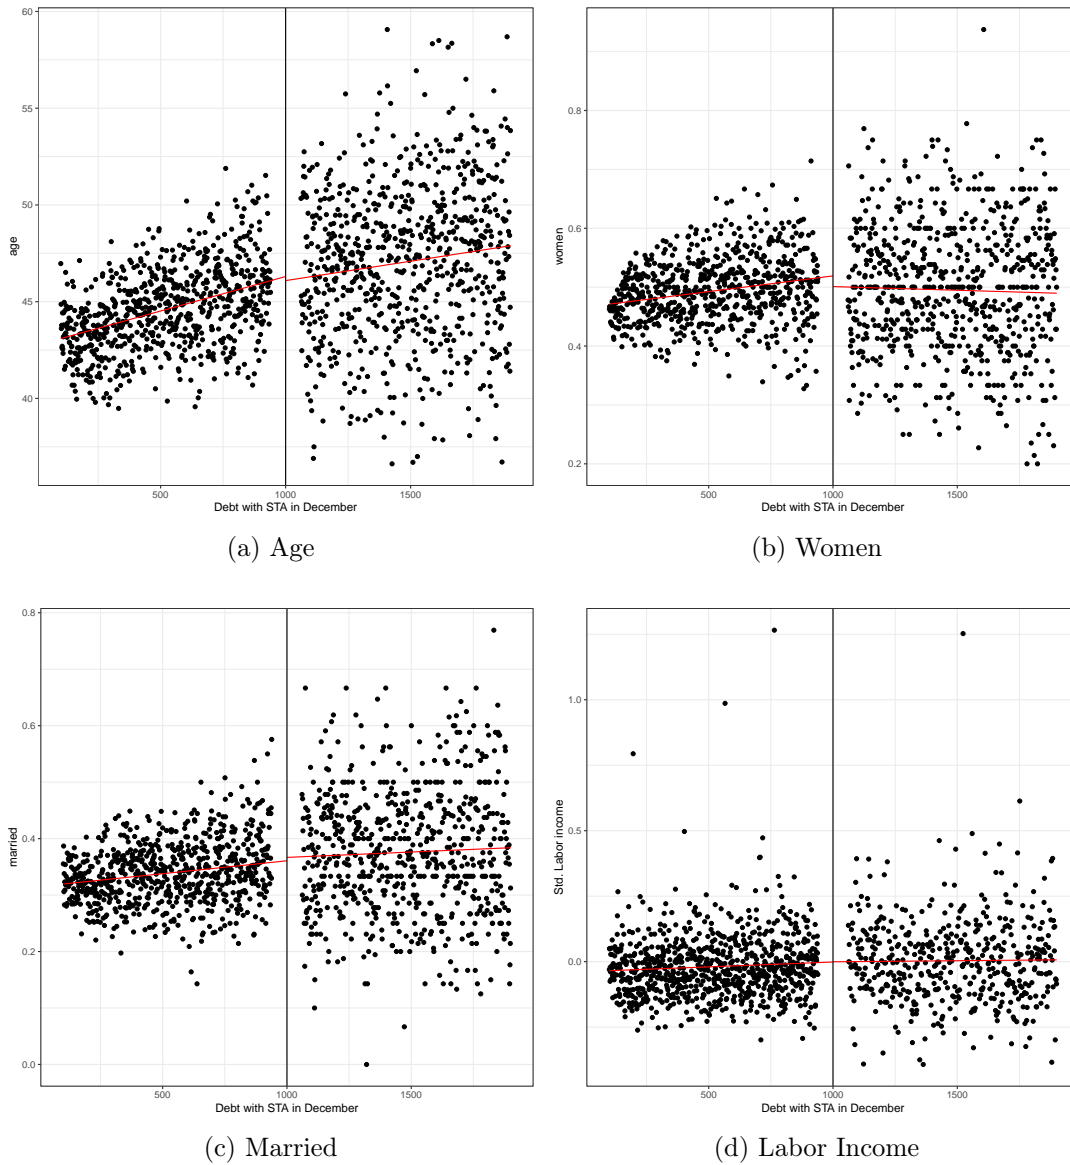 60
55
50
45
40
age
500
1000
1500
Debt with STA in December
(a) Age
0.8
0.6
0.4
0.2
women
500
1000
1500
Debt with STA in December
(b) Women
0.8
0.6
0.4
0.2
0.0
married
500
1000
1500
Debt with STA in December
(c) Married
1.0
0.5
0.0
Std. Labor income
500
1000
1500
Debt with STA in December
(d) Labor Income